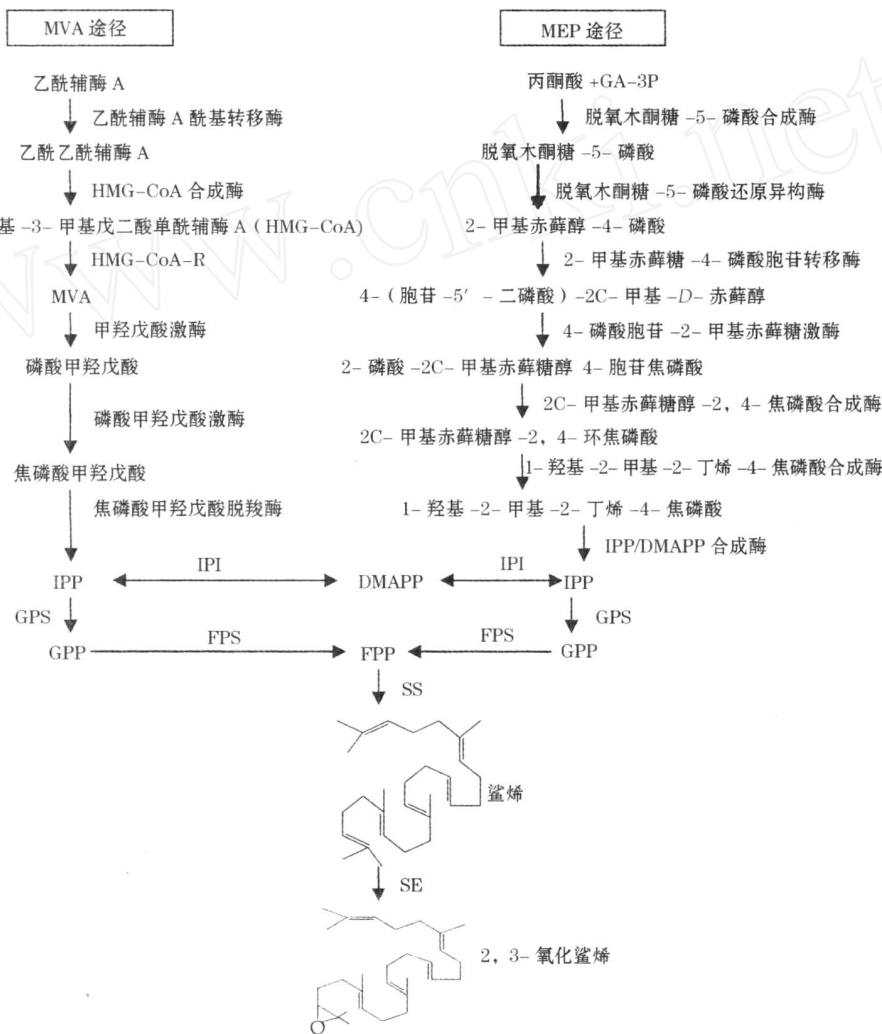 MVA 途径
乙酰辅酶 A
乙酰辅酶 A 酰基转移酶
乙酰乙酰辅酶 A
HMG-CoA 合成酶
基 -3- 甲基戊二酸单酰辅酶 A（HMG-CoA)
HMG-CoA-R
MVA
甲羟戊酸激酶
磷酸甲羟戊酸
磷酸甲羟戊酸激酶
焦磷酸甲羟戊酸
焦磷酸甲羟戊酸脱羧酶
MEP 途径
丙酮酸 +GA-3P
脱氧木酮糖 -5- 磷酸合成酶
脱氧木酮糖 -5- 磷酸
脱氧木酮糖 -5- 磷酸还原异构酶
2- 甲基赤藓醇 -4- 磷酸
2- 甲基赤藓糖 -4- 磷酸胞苷转移酶
4-（胞苷 -5′ - 二磷酸）-2C- 甲基 -D- 赤藓醇
4- 磷酸胞苷 -2- 甲基赤藓糖激酶
2- 磷酸 -2C- 甲基赤藓糖醇 4- 胞苷焦磷酸
2C- 甲基赤藓糖醇 -2，4- 焦磷酸合成酶
2C- 甲基赤藓糖醇 -2，4- 环焦磷酸
1- 羟基 -2- 甲基 -2- 丁烯 -4- 焦磷酸合成酶
1- 羟基 -2- 甲基 -2- 丁烯 -4- 焦磷酸
IPP/DMAPP 合成酶
IPP IPI DMAPP IPI IPP
GPS GPS
GPP FPS FPP FPS GPP
SS
鲨烯
SE
2，3- 氧化鲨烯
O
www.cnki.net